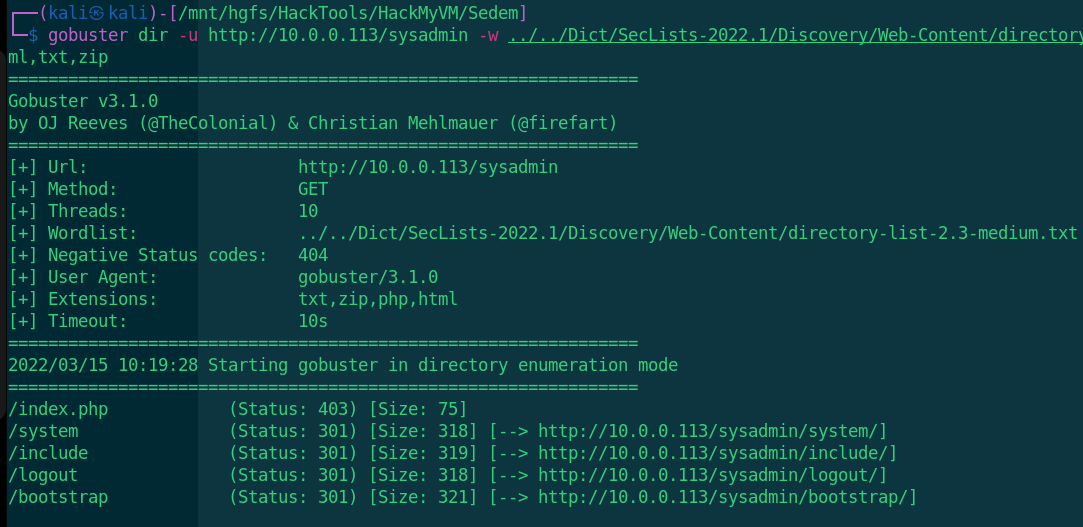 ┌──(kali㉿kali)-[/mnt/hgfs/HackTools/HackMyVM/Sedem]
└─$ gobuster dir -u http://10.0.0.113/sysadmin -w ../../Dict/SecLists-2022.1/Discovery/Web-Content/directory
ml,txt,zip
===============================================================
Gobuster v3.1.0
by OJ Reeves (@TheColonial) & Christian Mehlmauer (@firefart)
===============================================================
[+] Url:                     http://10.0.0.113/sysadmin
[+] Method:                  GET
[+] Threads:                 10
[+] Wordlist:                ../../Dict/SecLists-2022.1/Discovery/Web-Content/directory-list-2.3-medium.txt
[+] Negative Status codes:   404
[+] User Agent:              gobuster/3.1.0
[+] Extensions:              txt,zip,php,html
[+] Timeout:                 10s
===============================================================
2022/03/15 10:19:28 Starting gobuster in directory enumeration mode
===============================================================
/index.php            (Status: 403) [Size: 75]
/system               (Status: 301) [Size: 318] [--> http://10.0.0.113/sysadmin/system/]
/include              (Status: 301) [Size: 319] [--> http://10.0.0.113/sysadmin/include/]
/logout               (Status: 301) [Size: 318] [--> http://10.0.0.113/sysadmin/logout/]
/bootstrap            (Status: 301) [Size: 321] [--> http://10.0.0.113/sysadmin/bootstrap/]